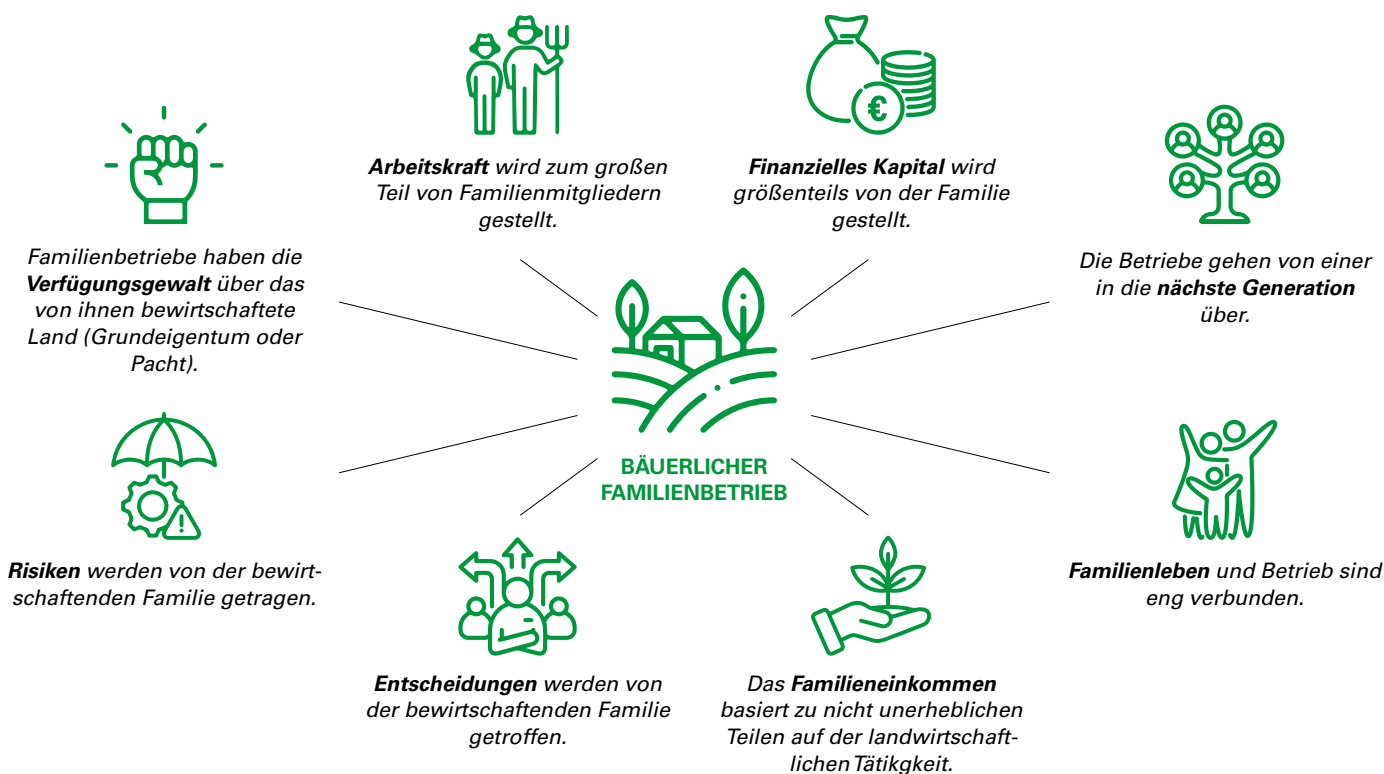 Arbeitskraft wird zum großen
Teil von Familienmitgliedern
gestellt.
Finanzielles Kapital wird
größenteils von der Familie
gestellt.
€
Familienbetriebe haben die
Verfügungsgewalt über das
von ihnen bewirtschaftete
Land (Grundeigentum oder
Pacht).
Die Betriebe gehen von einer
in die nächste Generation
über.
BÄUERLICHER
FAMILIENBETRIEB
Risiken werden von der bewirt-
schaftenden Familie getragen.
!
Familienleben und Betrieb sind
eng verbunden.
Entscheidungen werden von
der bewirtschaftenden Familie
getroffen.
Das Familieneinkommen
basiert zu nicht unerheblichen
Teilen auf der landwirtschaft-
lichen Tätikgkeit.